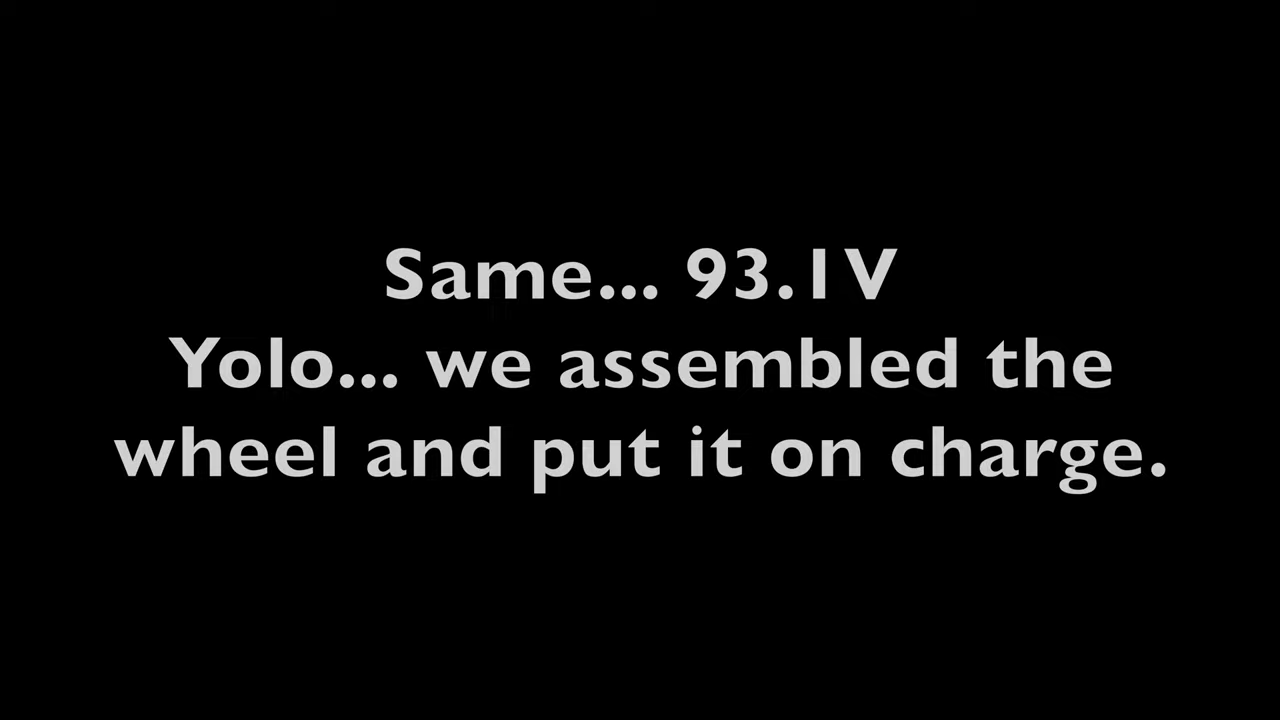 Same... 93.1V
Yolo... we assembled the
wheel and put it on charge.